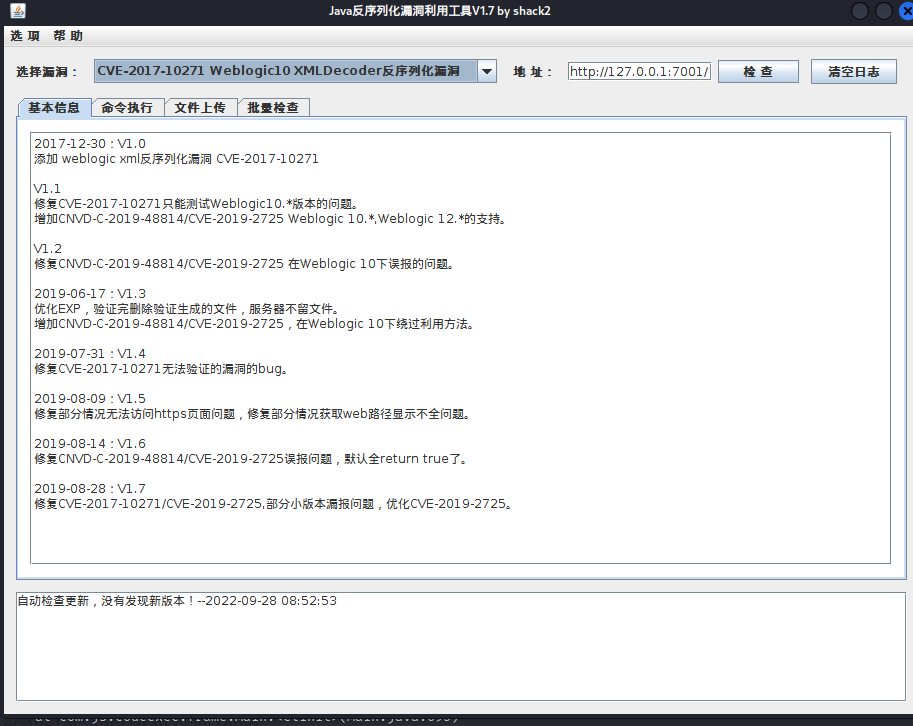 Java反序列化漏洞利用工具V1.7 by shack2
选 项 帮 助
选择漏洞： CVE-2017-10271 Weblogic10 XMLDecoder反序列化漏洞 地 址： http://127.0.0.1:7001/ 检 查 清空日志
基本信息 命令执行 文件上传 批量检查
2017-12-30：V1.0
添加 weblogic xml反序列化漏洞 CVE-2017-10271
V1.1
修复CVE-2017-10271只能测试Weblogic10.*版本的问题。
增加CNVD-C-2019-48814/CVE-2019-2725 Weblogic 10.*,Weblogic 12.*的支持。
V1.2
修复CNVD-C-2019-48814/CVE-2019-2725 在Weblogic 10下误报的问题。
2019-06-17：V1.3
优化EXP，验证完删除验证生成的文件，服务器不留文件。
增加CNVD-C-2019-48814/CVE-2019-2725，在Weblogic 10下绕过利用方法。
2019-07-31：V1.4
修复CVE-2017-10271无法验证的漏洞的bug。
2019-08-09：V1.5
修复部分情况无法访问https页面问题，修复部分情况获取web路径显示不全问题。
2019-08-14：V1.6
修复CNVD-C-2019-48814/CVE-2019-2725误报问题，默认全return true了。
2019-08-28：V1.7
修复CVE-2017-10271/CVE-2019-2725,部分小版本漏报问题，优化CVE-2019-2725。
自动检查更新，没有发现新版本！--2022-09-28 08:52:53